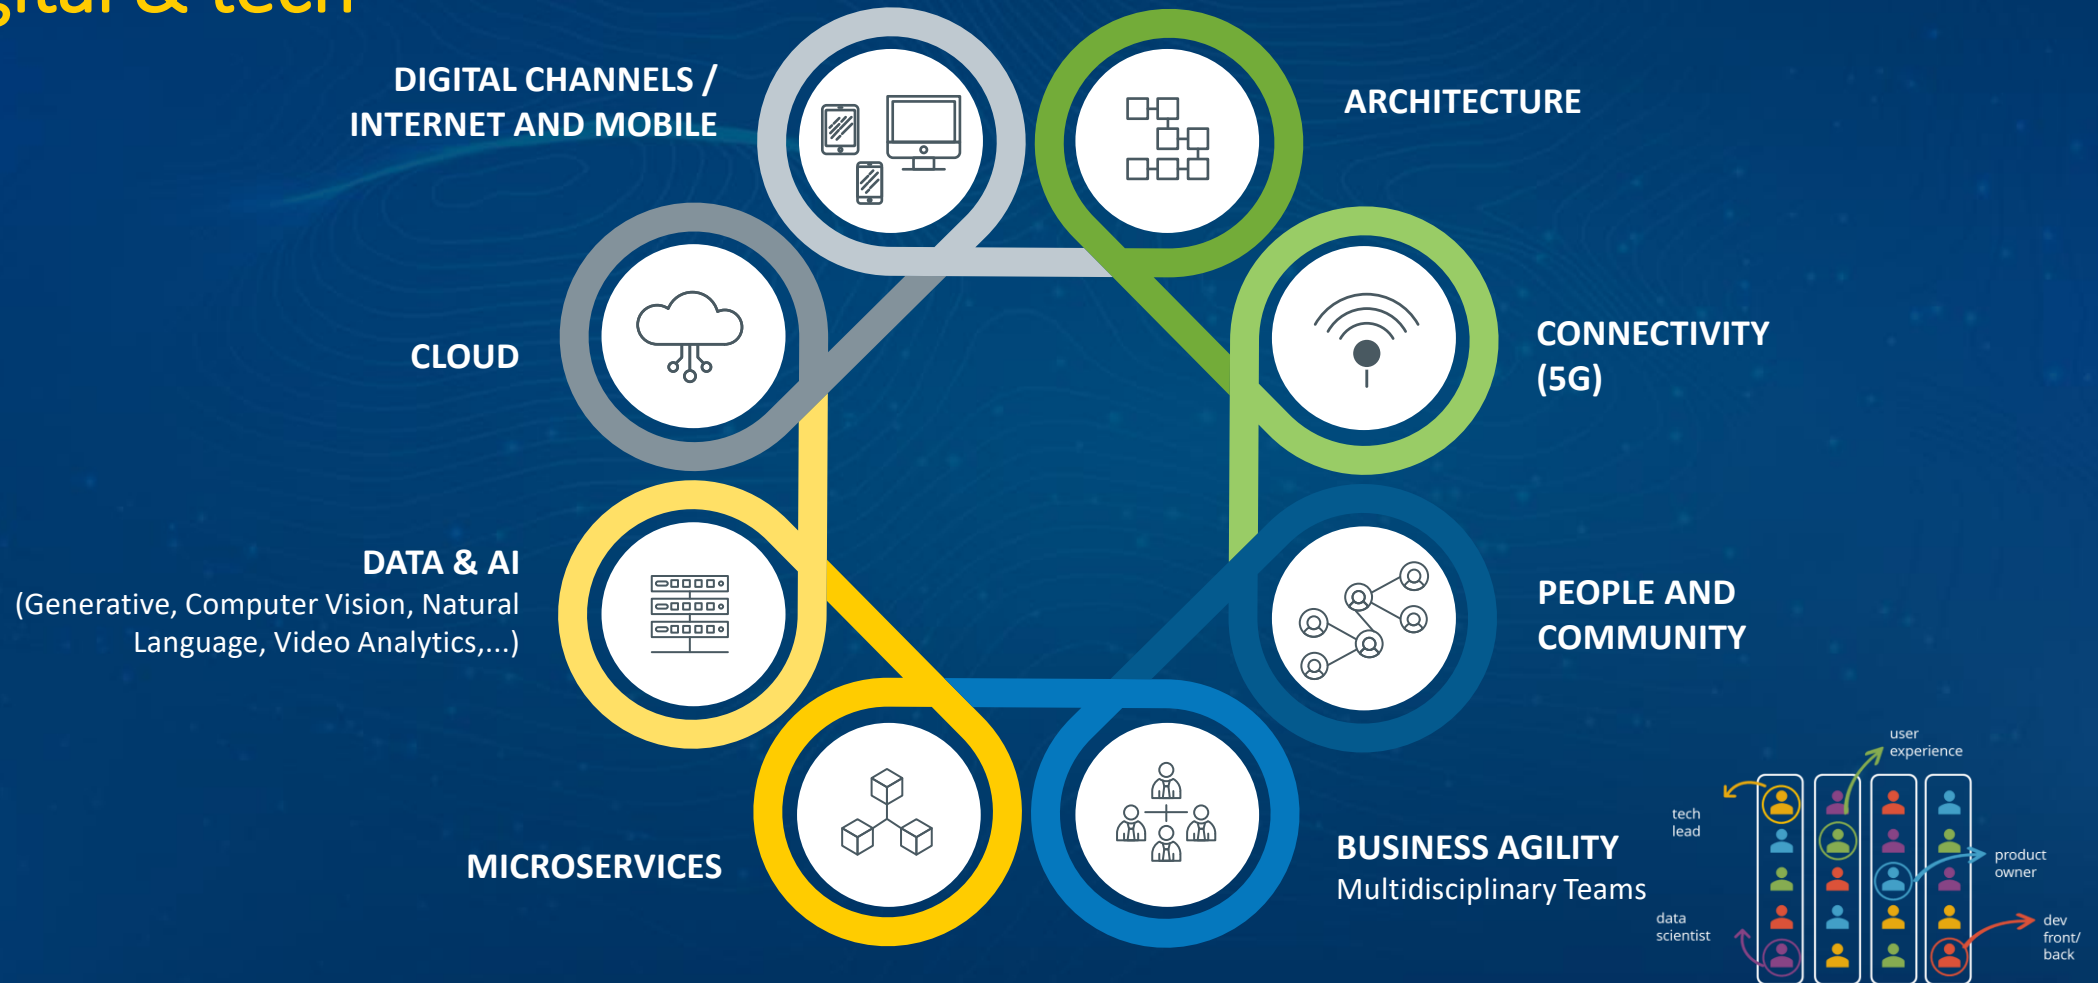 & tech
DIGITAL CHANNELS /
INTERNET AND MOBILE
ARCHITECTURE
CLOUD
CONNECTIVITY
(5G)
DATA & AI
(Generative, Computer Vision, Natural
Language, Video Analytics,...)
PEOPLE AND
COMMUNITY
MICROSERVICES
BUSINESS AGILITY
Multidisciplinary Teams
user
experience
tech
lead
product
owner
data
scientist
dev
front/
back